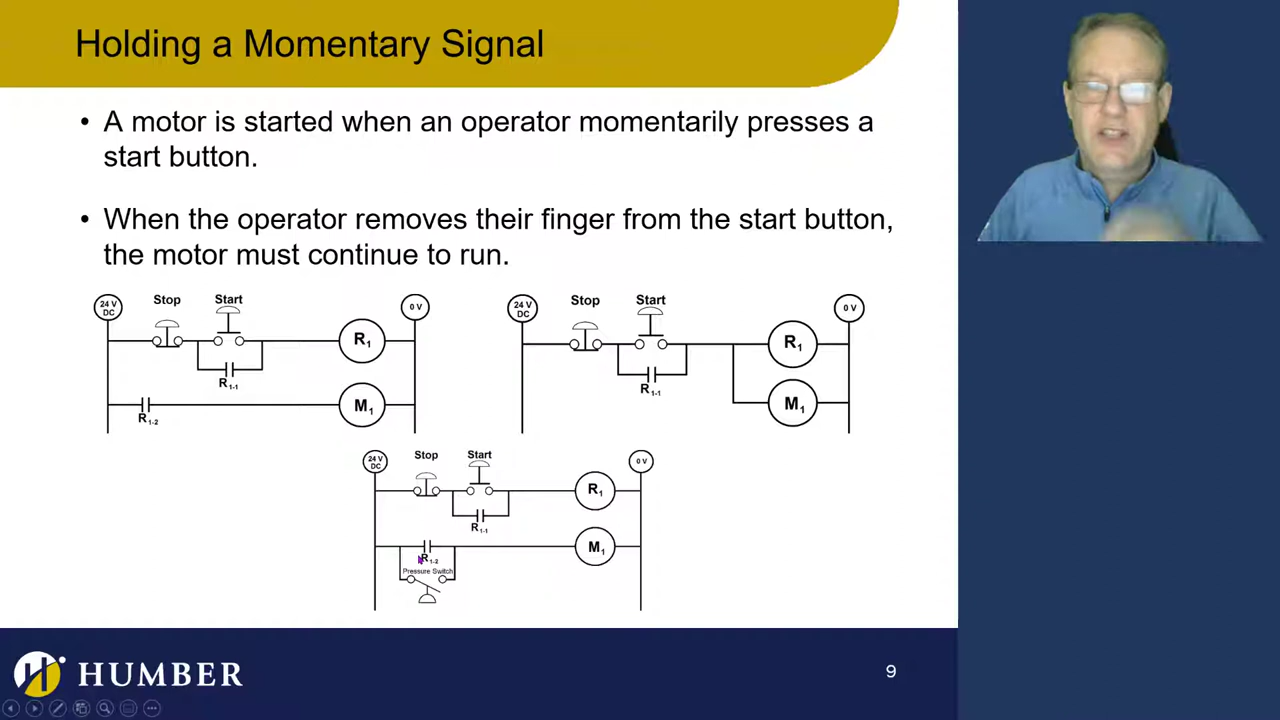 Holding a Momentary Signal
• A motor is started when an operator momentarily presses a
start button.
• When the operator removes their finger from the start button,
the motor must continue to run.
24 V
DC
Stop
Start
0 V
R1
R1-1
R1-2
M1
24 V
DC
Stop
Start
0 V
R1
R1-1
M1
24 V
DC
Stop
Start
0 V
R1
R1-1
R1-2
M1
Pressure Switch
HUMBER
9